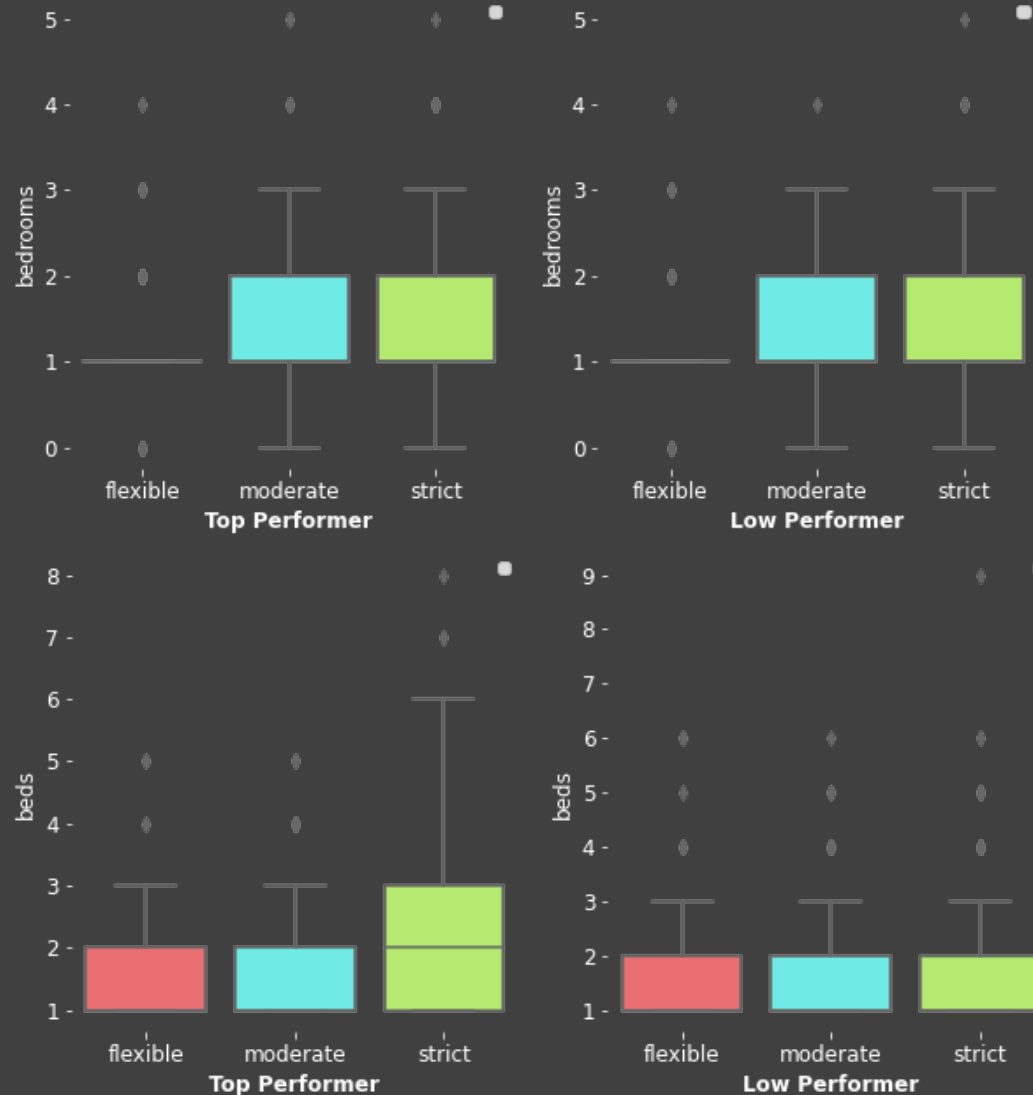 bedrooms
5
4
3
2
1
0
flexible moderate strict
Top Performer
bedrooms
5
4
3
2
1
0
flexible moderate strict
Low Performer
beds
8
7
6
5
4
3
2
1
flexible moderate strict
Top Performer
beds
9
8
7
6
5
4
3
2
1
flexible moderate strict
Low Performer